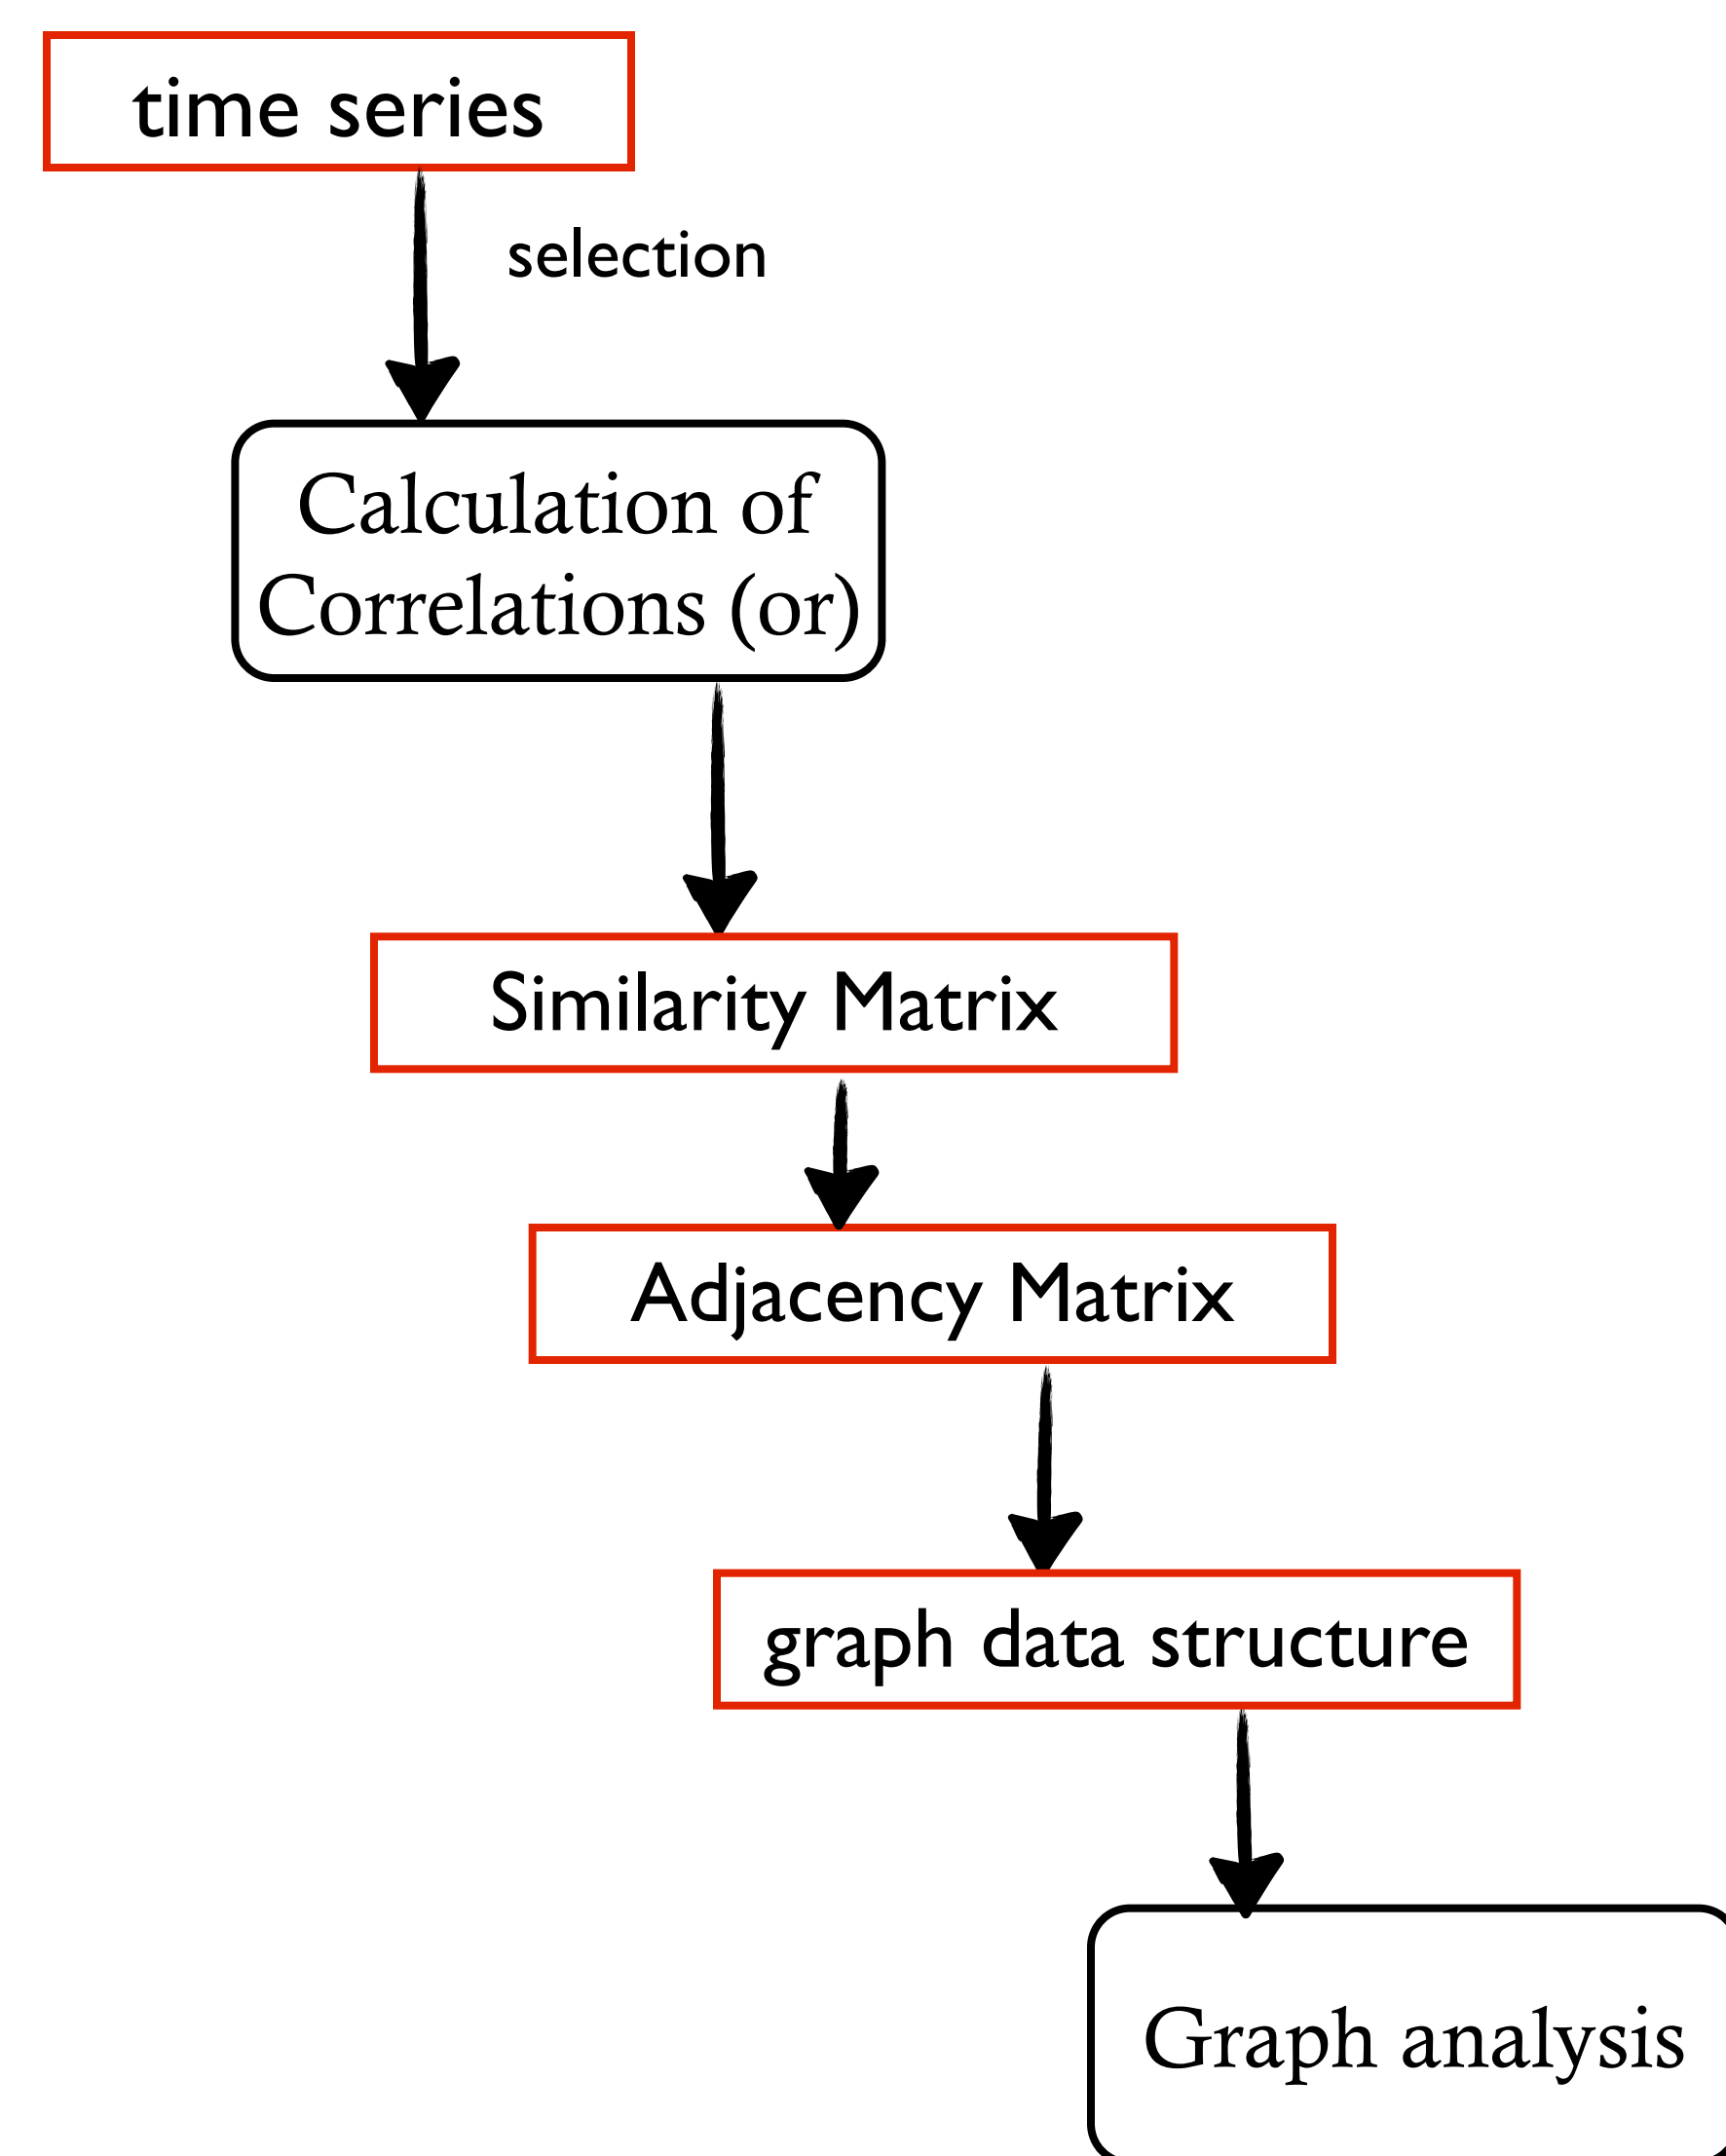 time series
selection
Calculation of
Correlations (or)
Similarity Matrix
Adjacency Matrix
graph data structure
Graph analysis